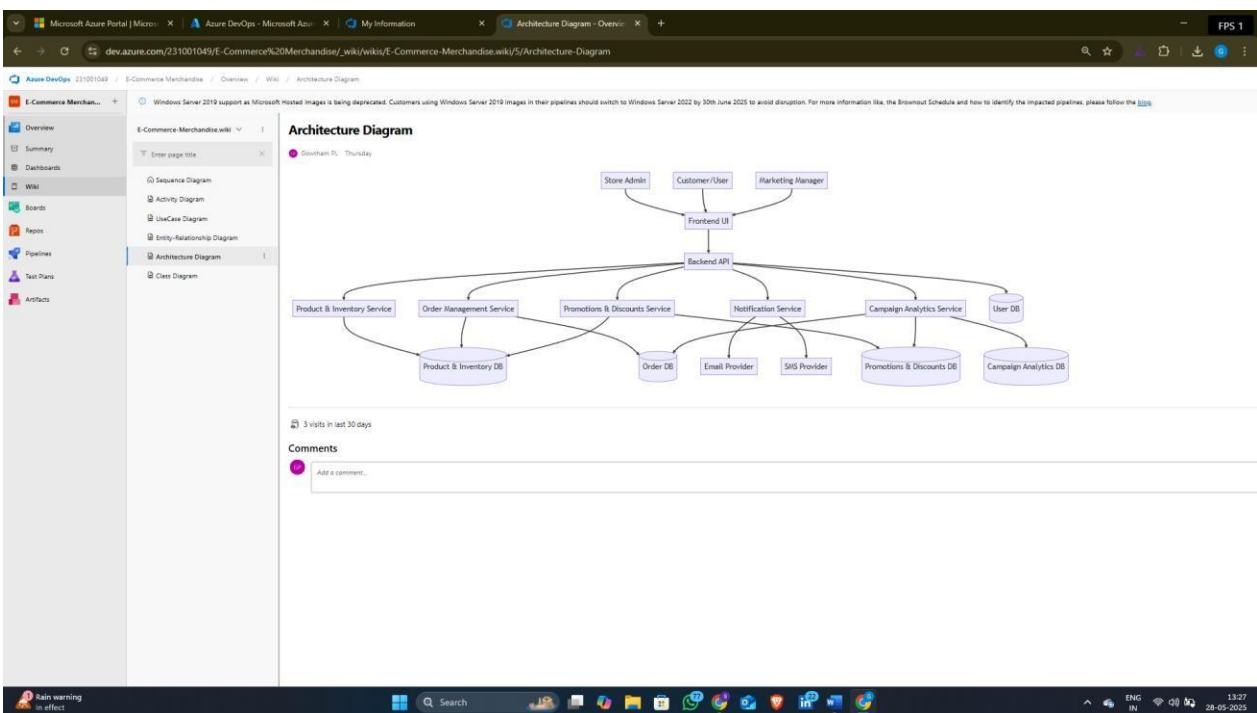 Microsoft Azure Portal | Micros
Azure DevOps - Microsoft Azu
My Information
Architecture Diagram - Overvie
FPS 1
dev.azure.com/231001049/E-Commerce%20Merchandise/_wiki/wikis/E-Commerce-Merchandise.wiki/5/Architecture-Diagram
Azure DevOps 231001049 / E-Commerce Merchandise / Overview / Wiki / Architecture Diagram
E-Commerce Merchan... +
Windows Server 2019 support as Microsoft Hosted Images is being deprecated. Customers using Windows Server 2019 images in their pipelines should switch to Windows Server 2022 by 30th June 2025 to avoid disruption. For more information like, the Brownout Schedule and how to identify the impacted pipelines, please follow the blog.
Overview
Summary
Dashboards
Wiki
Boards
Repos
Pipelines
Test Plans
Artifacts
E-Commerce-Merchandise.wiki
Enter page title
Sequence Diagram
Activity Diagram
UseCase Diagram
Entity-Relationship Diagram
Architecture Diagram
Class Diagram
Architecture Diagram
Gowtham P. Thursday
Store Admin Customer/User Marketing Manager
Frontend UI
Backend API
Product & Inventory Service Order Management Service Promotions & Discounts Service Notification Service Campaign Analytics Service User DB
Product & Inventory DB Order DB Email Provider SMS Provider Promotions & Discounts DB Campaign Analytics DB
3 visits in last 30 days
Comments
Add a comment...
Rain warning
in effect
Search
ENG
IN
13:27
28-05-2025